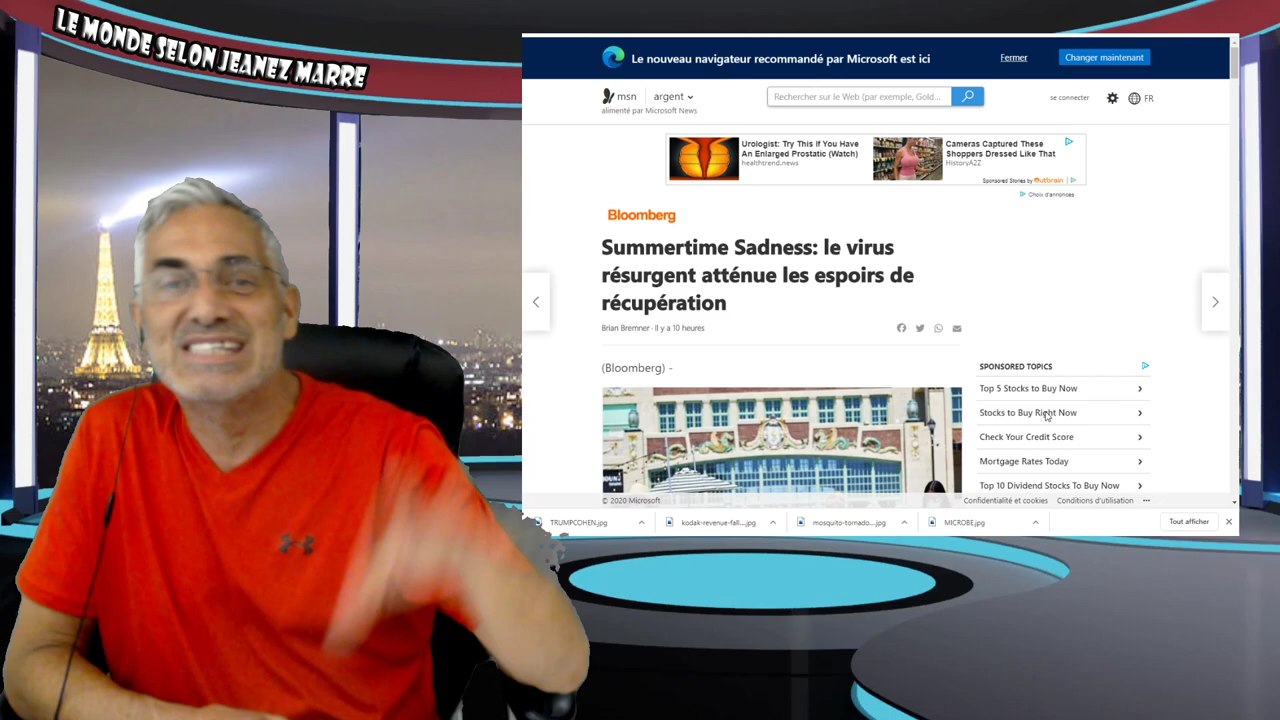 LE MONDE SELON JEANEZ MARRE
Le nouveau navigateur recommandé par Microsoft est ici
Fermer
Changer maintenant
msn
argent
alimenté par Microsoft News
Rechercher sur le Web (par exemple, Gold...
se connecter
FR
Urologist: Try This If You Have
An Enlarged Prostatic (Watch)
healthtrend.news
Cameras Captured These
Shoppers Dressed Like That
HistoryA2Z
Sponsored Stories by Outbrain
Choix d'annonces
Bloomberg
Summertime Sadness: le virus
résurgent atténue les espoirs de
récupération
Brian Bremner · Il y a 10 heures
(Bloomberg) -
SPONSORED TOPICS
Top 5 Stocks to Buy Now
Stocks to Buy Right Now
Check Your Credit Score
Mortgage Rates Today
Top 10 Dividend Stocks To Buy Now
© 2020 Microsoft
Confidentialité et cookies
Conditions d'utilisation
...
TRUMPCOHEN.jpg
kodak-revenue-fall....jpg
mosquito-tornado....jpg
MICROBE.jpg
Tout afficher